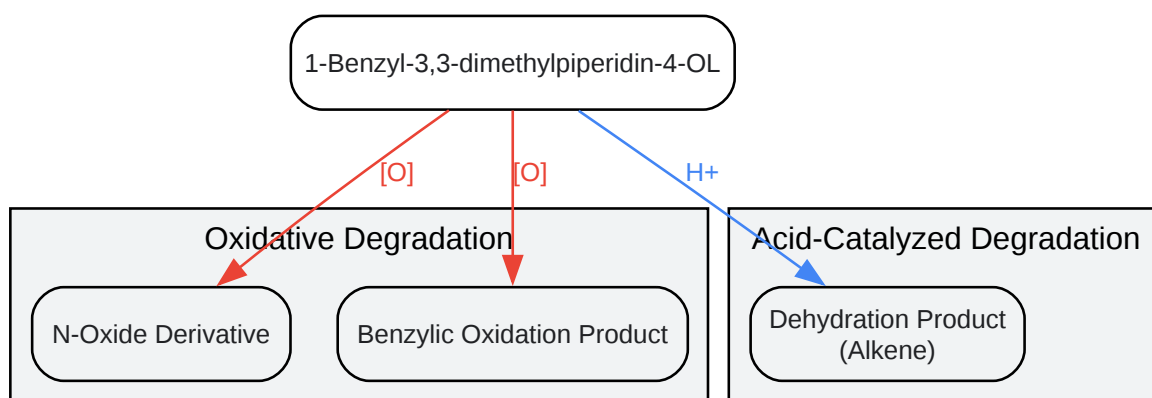 1-Benzyl-3,3-dimethylpiperidin-4-OL
[O]
[O]
H+
Oxidative Degradation
Acid-Catalyzed Degradation
N-Oxide Derivative
Benzylic Oxidation Product
Dehydration Product
(Alkene)